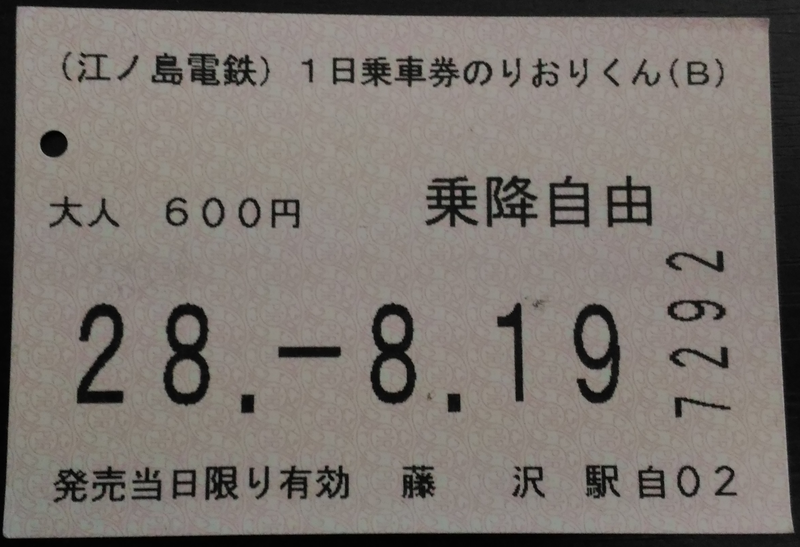 （江ノ島電鉄）１日乗車券のりおりくん（B）
大人　６００円　乗降自由
28.-8.19
7292
発売当日限り有効　藤　沢　駅 自０２